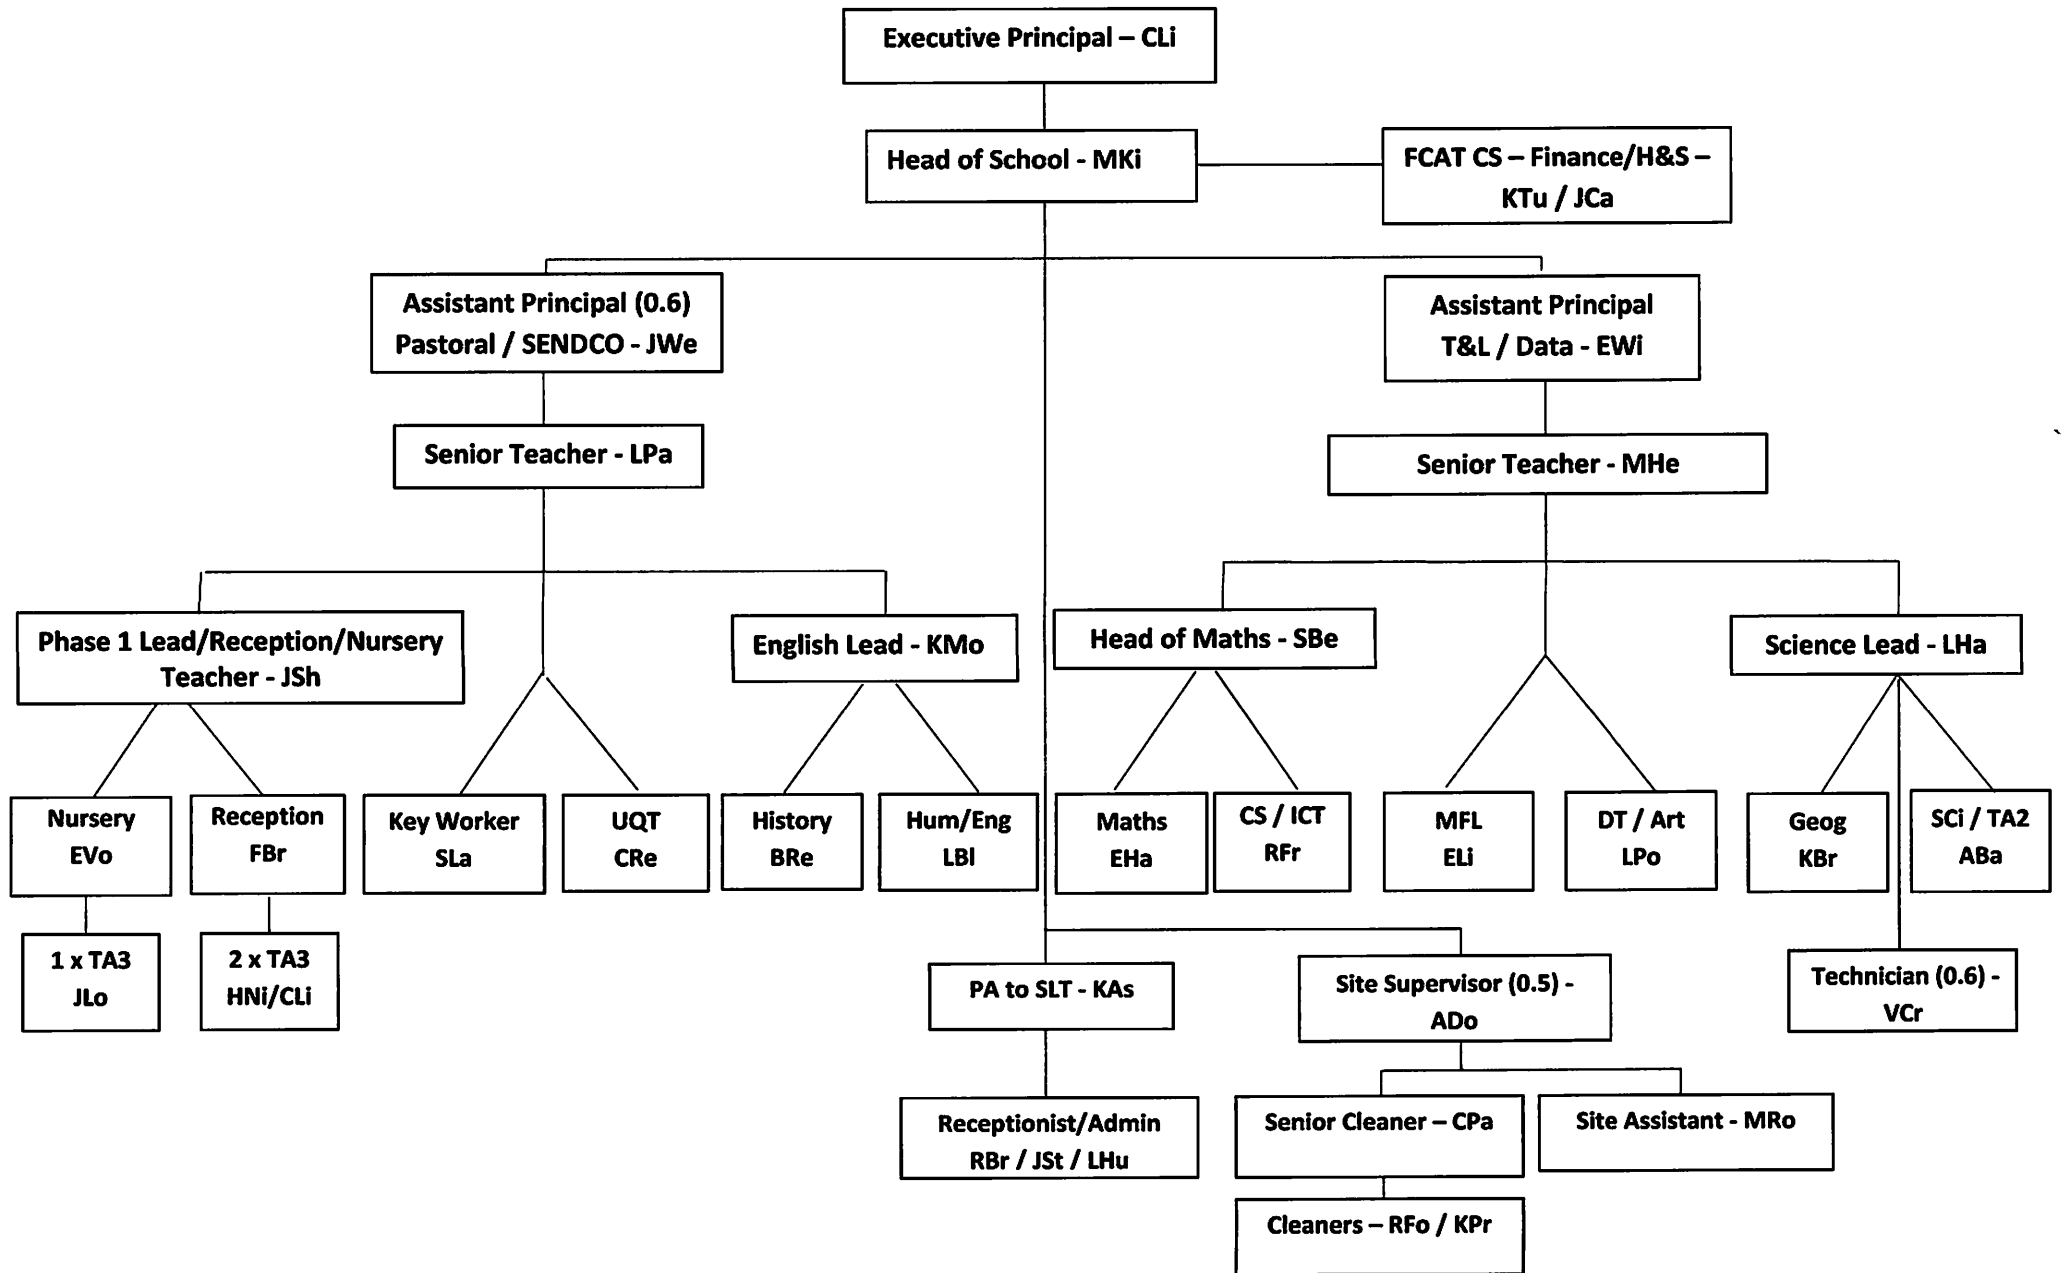 Executive Principal – CLi
Head of School - MKi
FCAT CS – Finance/H&S –
KTu / JCa
Assistant Principal (0.6)
Pastoral / SENDCO - JWe
Assistant Principal
T&L / Data - EWi
Senior Teacher - LPa
Senior Teacher - MHe
Phase 1 Lead/Reception/Nursery
Teacher - JSh
English Lead - KMo
Head of Maths - SBe
Science Lead - LHa
Nursery
EVo
Reception
FBr
Key Worker
SLa
UQT
CRe
History
BRe
Hum/Eng
LBl
Maths
EHa
CS / ICT
RFr
MFL
ELi
DT / Art
LPo
Geog
KBr
SCi / TA2
ABa
1 x TA3
JLo
2 x TA3
HNi/CLi
PA to SLT - KAs
Site Supervisor (0.5) -
ADo
Technician (0.6) -
VCr
Receptionist/Admin
RBr / JSt / LHu
Senior Cleaner – CPa
Site Assistant - MRo
Cleaners – RFo / KPr